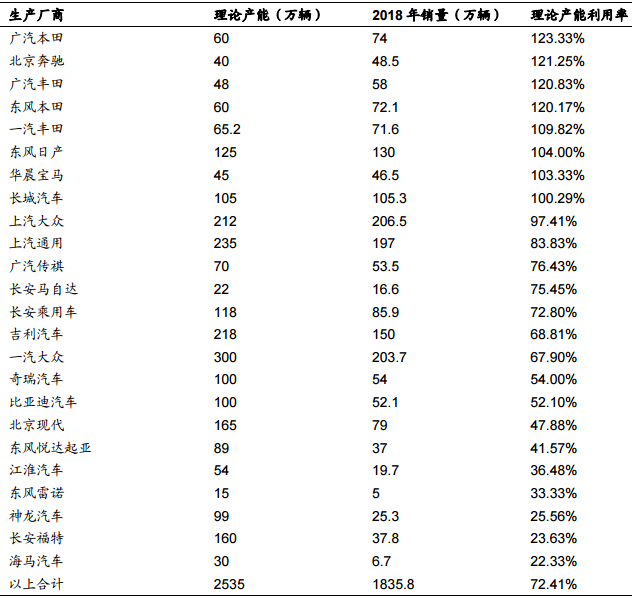 生产厂商 理论产能（万辆） 2018 年销量（万辆） 理论产能利用率
广汽本田 60 74 123.33%
北京奔驰 40 48.5 121.25%
广汽丰田 48 58 120.83%
东风本田 60 72.1 120.17%
一汽丰田 65.2 71.6 109.82%
东风日产 125 130 104.00%
华晨宝马 45 46.5 103.33%
长城汽车 105 105.3 100.29%
上汽大众 212 206.5 97.41%
上汽通用 235 197 83.83%
广汽传祺 70 53.5 76.43%
长安马自达 22 16.6 75.45%
长安乘用车 118 85.9 72.80%
吉利汽车 218 150 68.81%
一汽大众 300 203.7 67.90%
奇瑞汽车 100 54 54.00%
比亚迪汽车 100 52.1 52.10%
北京现代 165 79 47.88%
东风悦达起亚 89 37 41.57%
江淮汽车 54 19.7 36.48%
东风雷诺 15 5 33.33%
神龙汽车 99 25.3 25.56%
长安福特 160 37.8 23.63%
海马汽车 30 6.7 22.33%
以上合计 2535 1835.8 72.41%